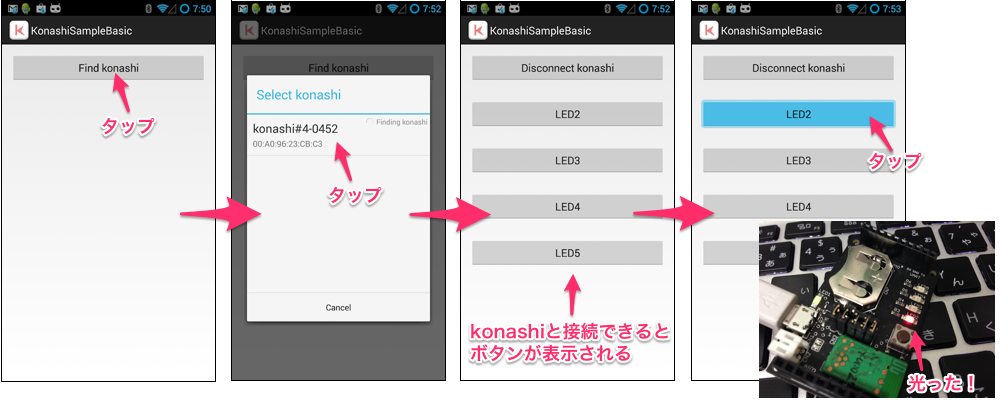 7:50
KonashiSampleBasic
Find konashi
タップ
7:52
KonashiSampleBasic
Find konashi
Select konashi
Finding konashi
konashi#4-0452
00:A0:96:23:CB:C3
タップ
Cancel
7:52
KonashiSampleBasic
Disconnect konashi
LED2
LED3
LED4
LED5
konashiと接続できると
ボタンが表示される
7:53
KonashiSampleBasic
Disconnect konashi
LED2
タップ
LED3
LED4
光った！